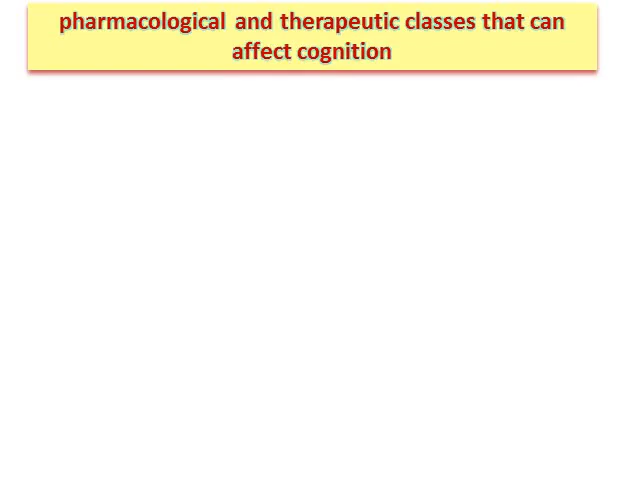 pharmacological and therapeutic classes that can
affect cognition